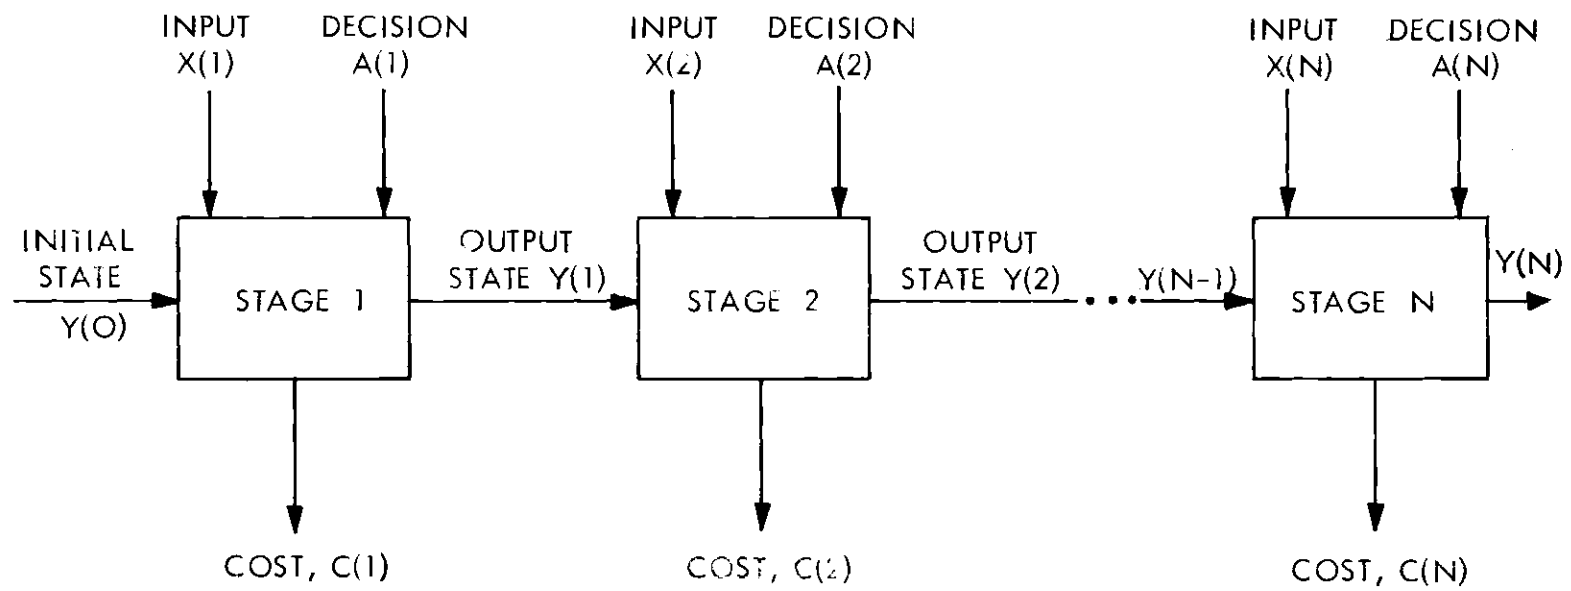 INPUT
X(1)
DECISION
A(1)
INPUT
X(2)
DECISION
A(2)
INPUT
X(N)
DECISION
A(N)
INITIAL
STATE
Y(O)
STAGE 1
OUTPUT
STATE Y(1)
STAGE 2
OUTPUT
STATE Y(2)
Y(N-1)
STAGE N
Y(N)
COST, C(1)
COST, C(2)
COST, C(N)